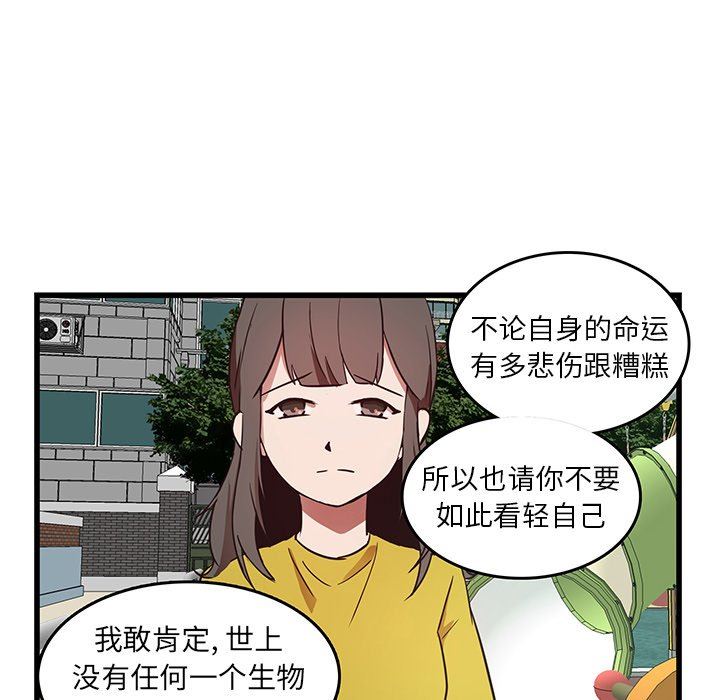 不论自身的命运
有多悲伤跟糟糕
所以也请你不要
如此看轻自己
我敢肯定, 世上
没有任何一个生物